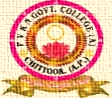 P.V.K.N GOVT. COLLEGE (A)
CHITTOOR. (A.P.)